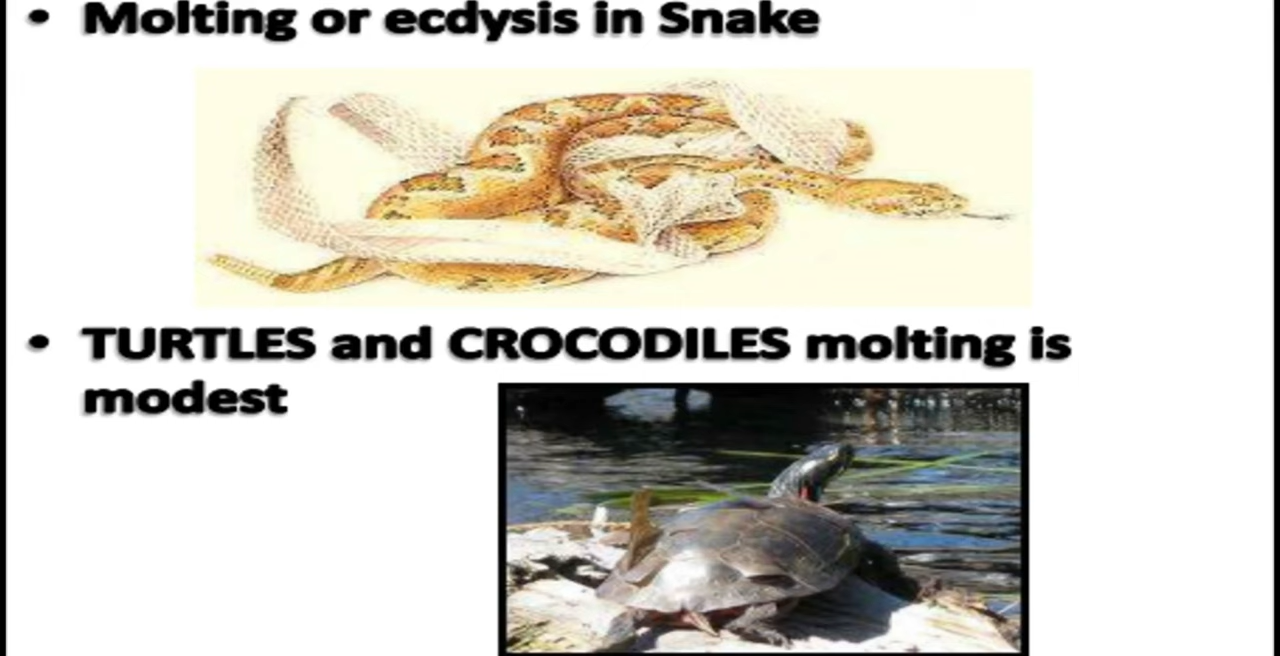 • Molting or ecdysis in Snake
• TURTLES and CROCODILES molting is
modest